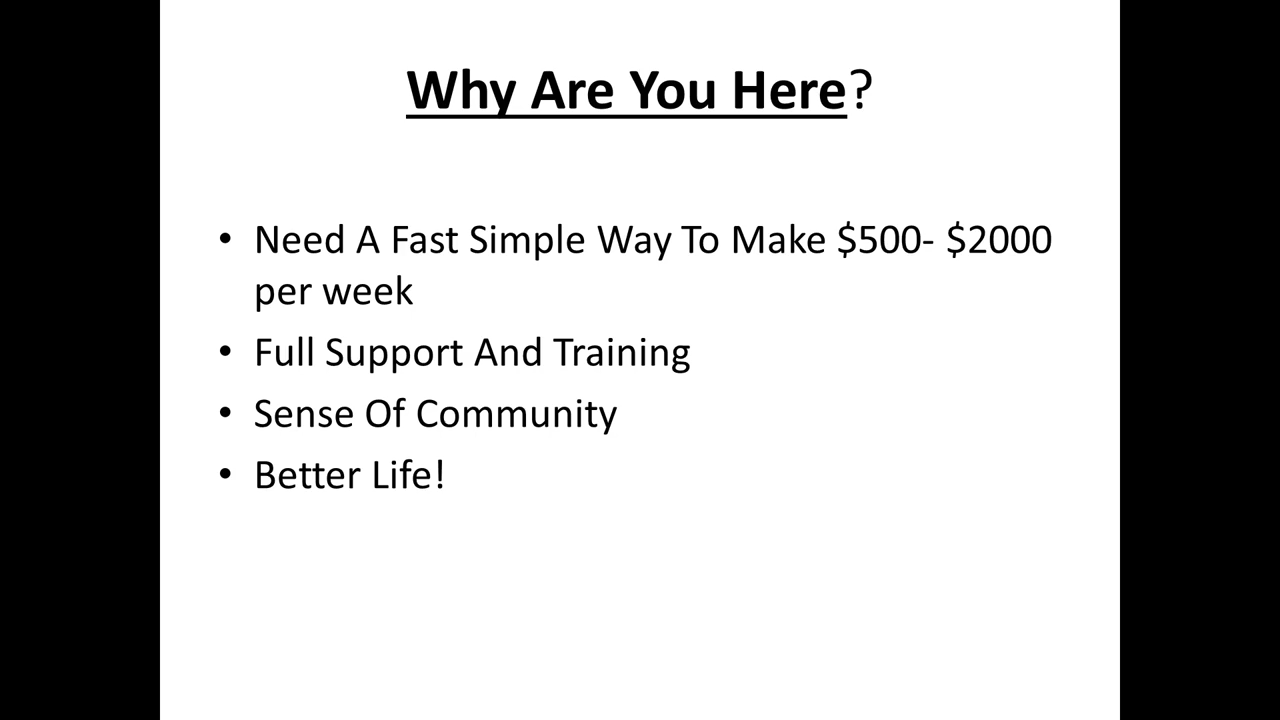 Why Are You Here?
• Need A Fast Simple Way To Make $500- $2000
per week
• Full Support And Training
• Sense Of Community
• Better Life!